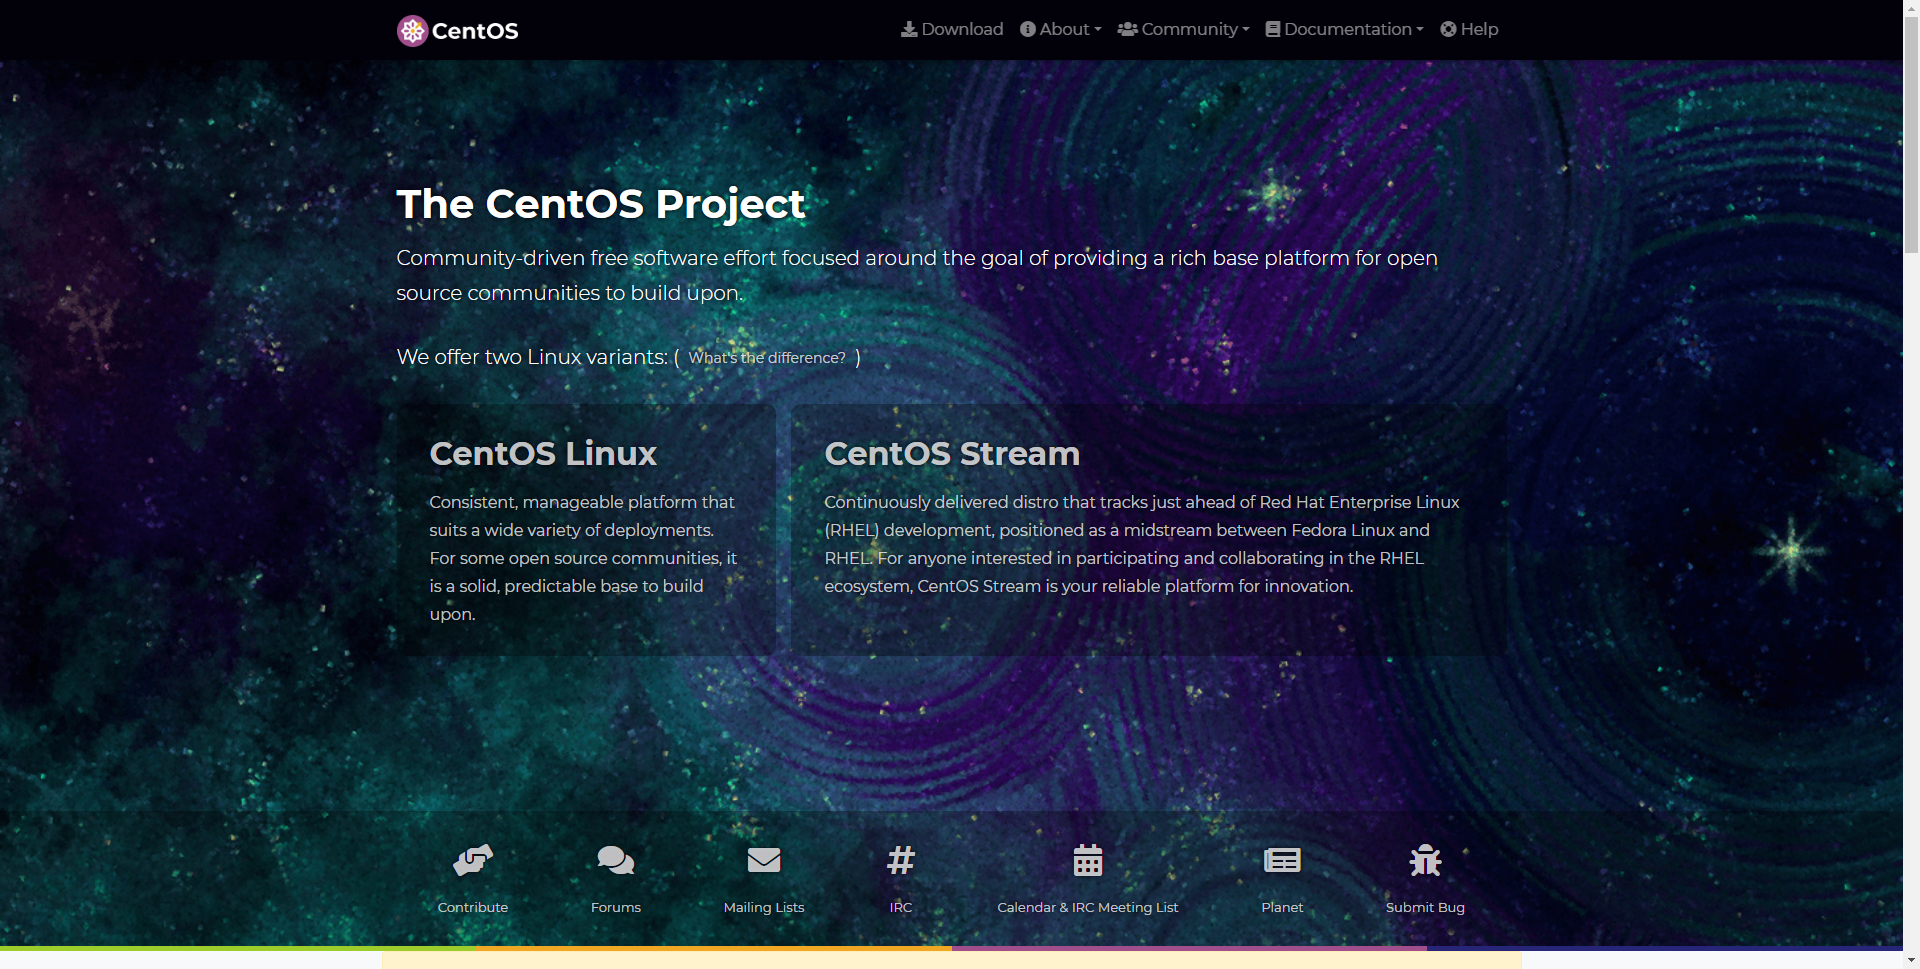 CentOS
Download About Community Documentation Help
The CentOS Project
Community-driven free software effort focused around the goal of providing a rich base platform for open
source communities to build upon.
We offer two Linux variants: ( What's the difference? )
CentOS Linux
Consistent, manageable platform that
suits a wide variety of deployments.
For some open source communities, it
is a solid, predictable base to build
upon.
CentOS Stream
Continuously delivered distro that tracks just ahead of Red Hat Enterprise Linux
(RHEL) development, positioned as a midstream between Fedora Linux and
RHEL. For anyone interested in participating and collaborating in the RHEL
ecosystem, CentOS Stream is your reliable platform for innovation.
Contribute
Forums
Mailing Lists
IRC
Calendar & IRC Meeting List
Planet
Submit Bug